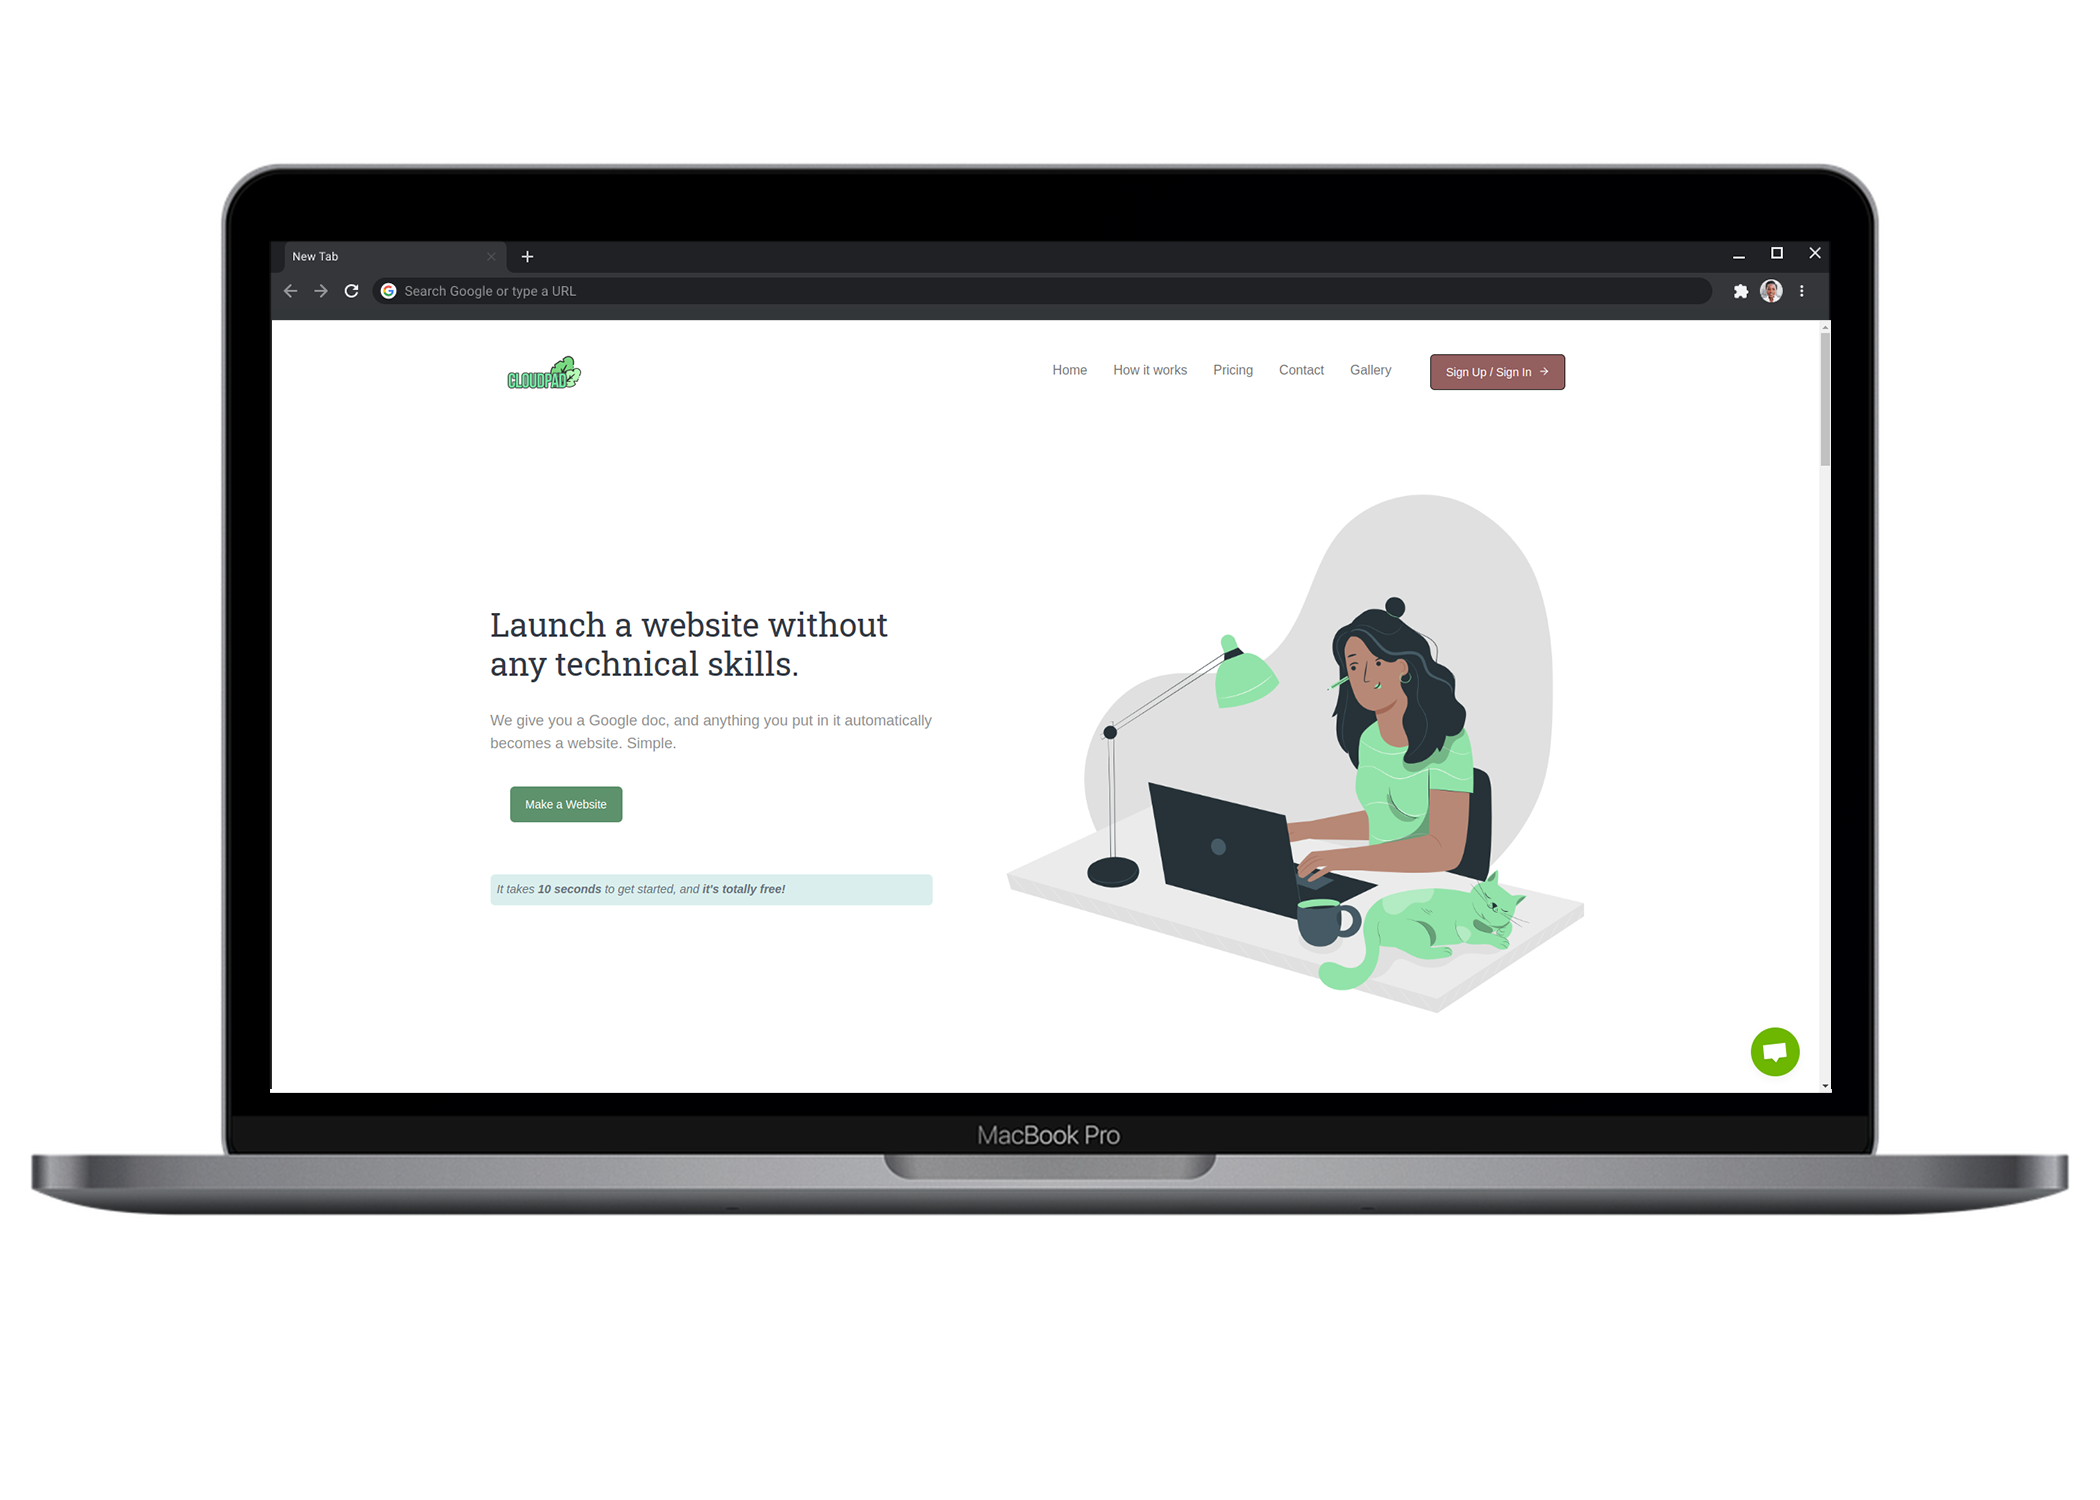 New Tab
Search Google or type a URL
CLOUDPAD
Home
How it works
Pricing
Contact
Gallery
Sign Up / Sign In
Launch a website without
any technical skills.
We give you a Google doc, and anything you put in it automatically
becomes a website. Simple.
Make a Website
It takes 10 seconds to get started, and it's totally free!
MacBook Pro